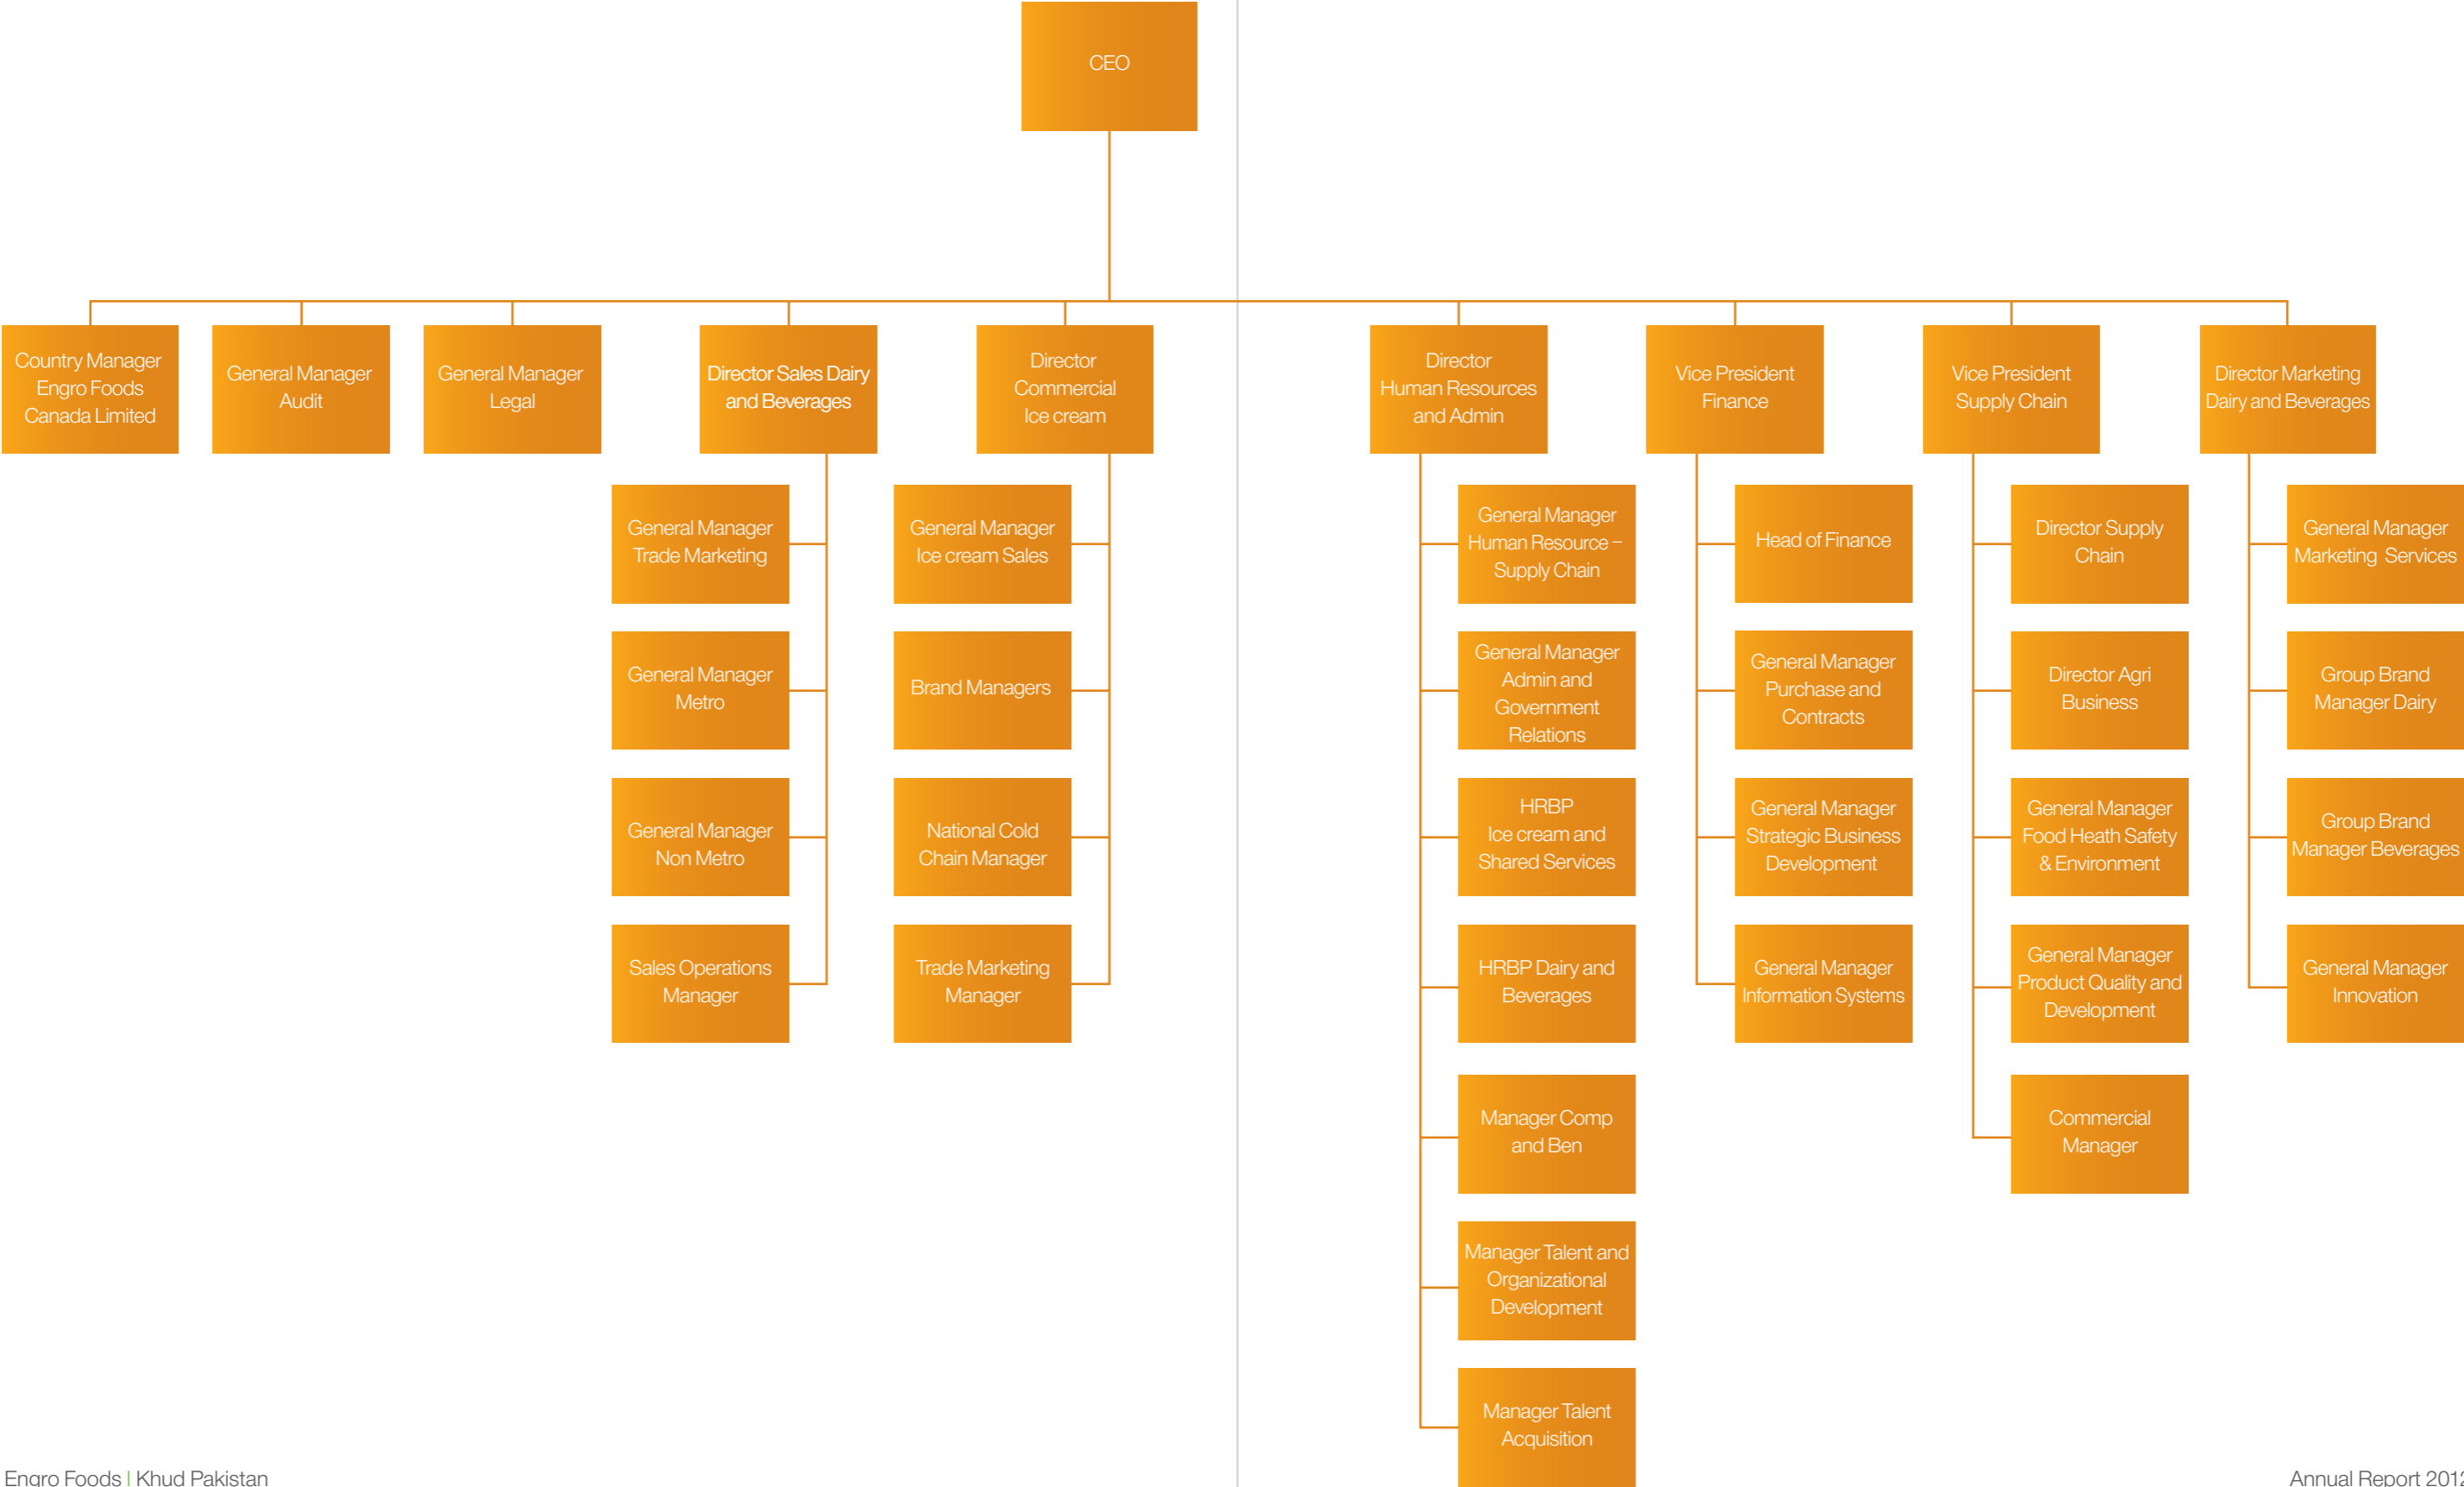 CEO
Country Manager
Engro Foods
Canada Limited
General Manager
Audit
General Manager
Legal
Director Sales Dairy
and Beverages
Director
Commercial
Ice cream
Director
Human Resources
and Admin
Vice President
Finance
Vice President
Supply Chain
Director Marketing
Dairy and Beverages
General Manager
Trade Marketing
General Manager
Metro
General Manager
Non Metro
Sales Operations
Manager
General Manager
Ice cream Sales
Brand Managers
National Cold
Chain Manager
Trade Marketing
Manager
General Manager
Human Resource –
Supply Chain
General Manager
Admin and
Government
Relations
HRBP
Ice cream and
Shared Services
HRBP Dairy and
Beverages
Manager Comp
and Ben
Manager Talent and
Organizational
Development
Manager Talent
Acquisition
Head of Finance
General Manager
Purchase and
Contracts
General Manager
Strategic Business
Development
General Manager
Information Systems
Director Supply
Chain
Director Agri
Business
General Manager
Food Heath Safety
& Environment
General Manager
Product Quality and
Development
Commercial
Manager
General Manager
Marketing Services
Group Brand
Manager Dairy
Group Brand
Manager Beverages
General Manager
Innovation
Engro Foods | Khud Pakistan
Annual Report 2012